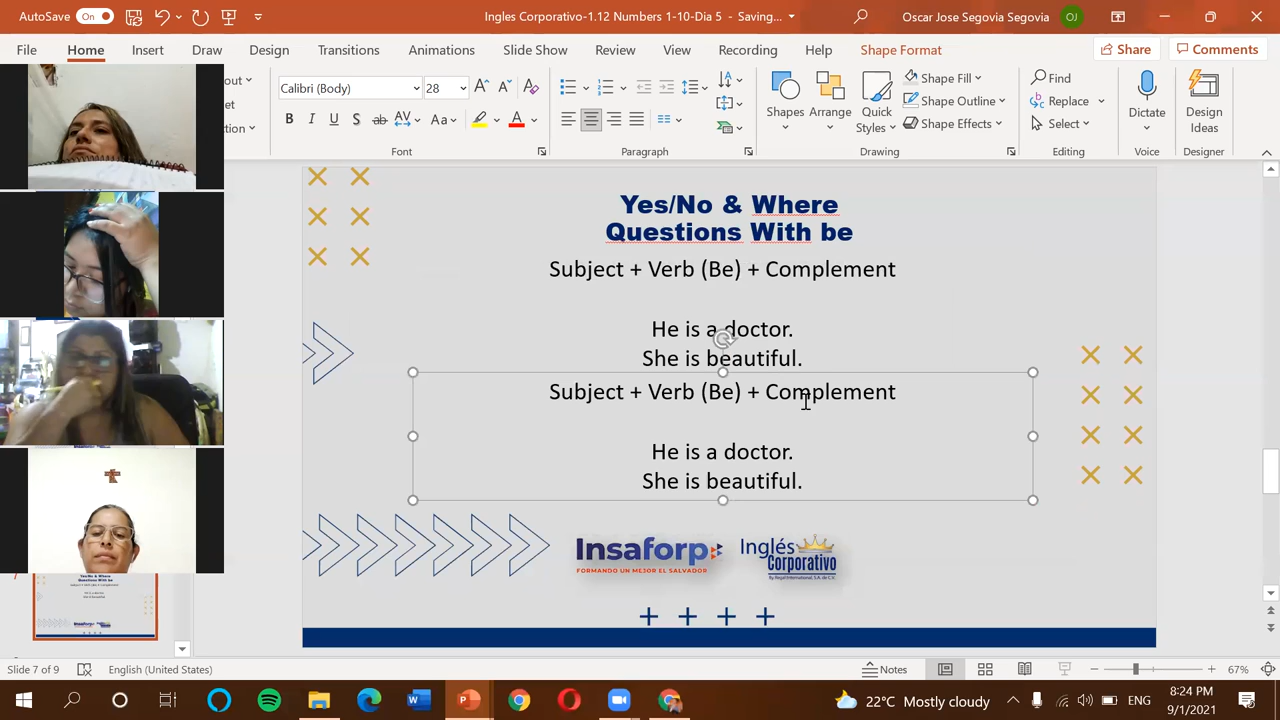 AutoSave On Ingles Corporativo-1.12 Numbers 1-10-Dia 5 - Saving... Oscar Jose Segovia Segovia OJ
File Home Insert Draw Design Transitions Animations Slide Show Review View Recording Help Shape Format Share Comments
Calibri (Body) 28 Shapes Arrange Quick Styles Shape Fill Shape Outline Shape Effects Find Replace Select Dictate Design Ideas
Font Paragraph Drawing Editing Voice Designer
Yes/No & Where
Questions With be
Subject + Verb (Be) + Complement
He is a doctor.
She is beautiful.
Subject + Verb (Be) + Complement
He is a doctor.
She is beautiful.
Insaforp
FORMANDO UN MEJOR EL SALVADOR
Inglés
Corporativo
By Regal International, S.A. de C.V.
Slide 7 of 9 English (United States) Notes 67%
22°C Mostly cloudy ENG 8:24 PM
9/1/2021